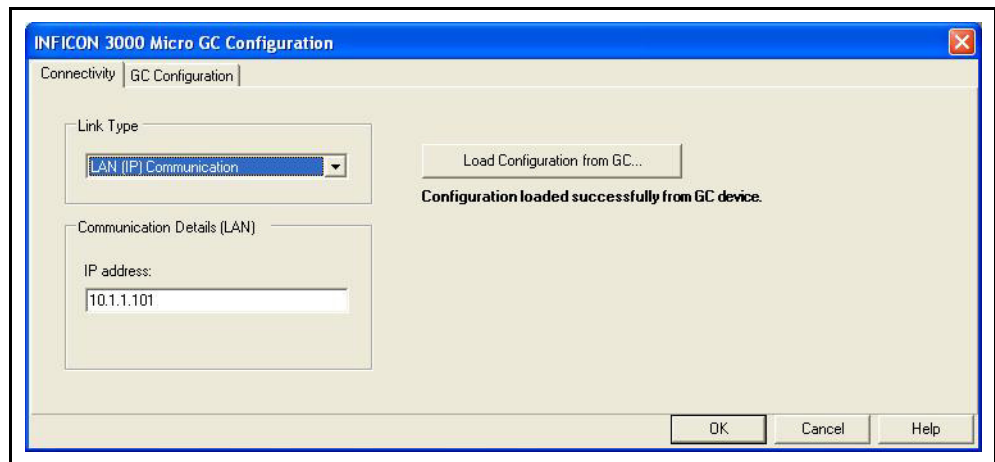 INFICON 3000 Micro GC Configuration
Connectivity
GC Configuration
Link Type
LAN (IP) Communication
Load Configuration from GC...
Configuration loaded successfully from GC device.
Communication Details (LAN)
IP address:
10.1.1.101
OK
Cancel
Help